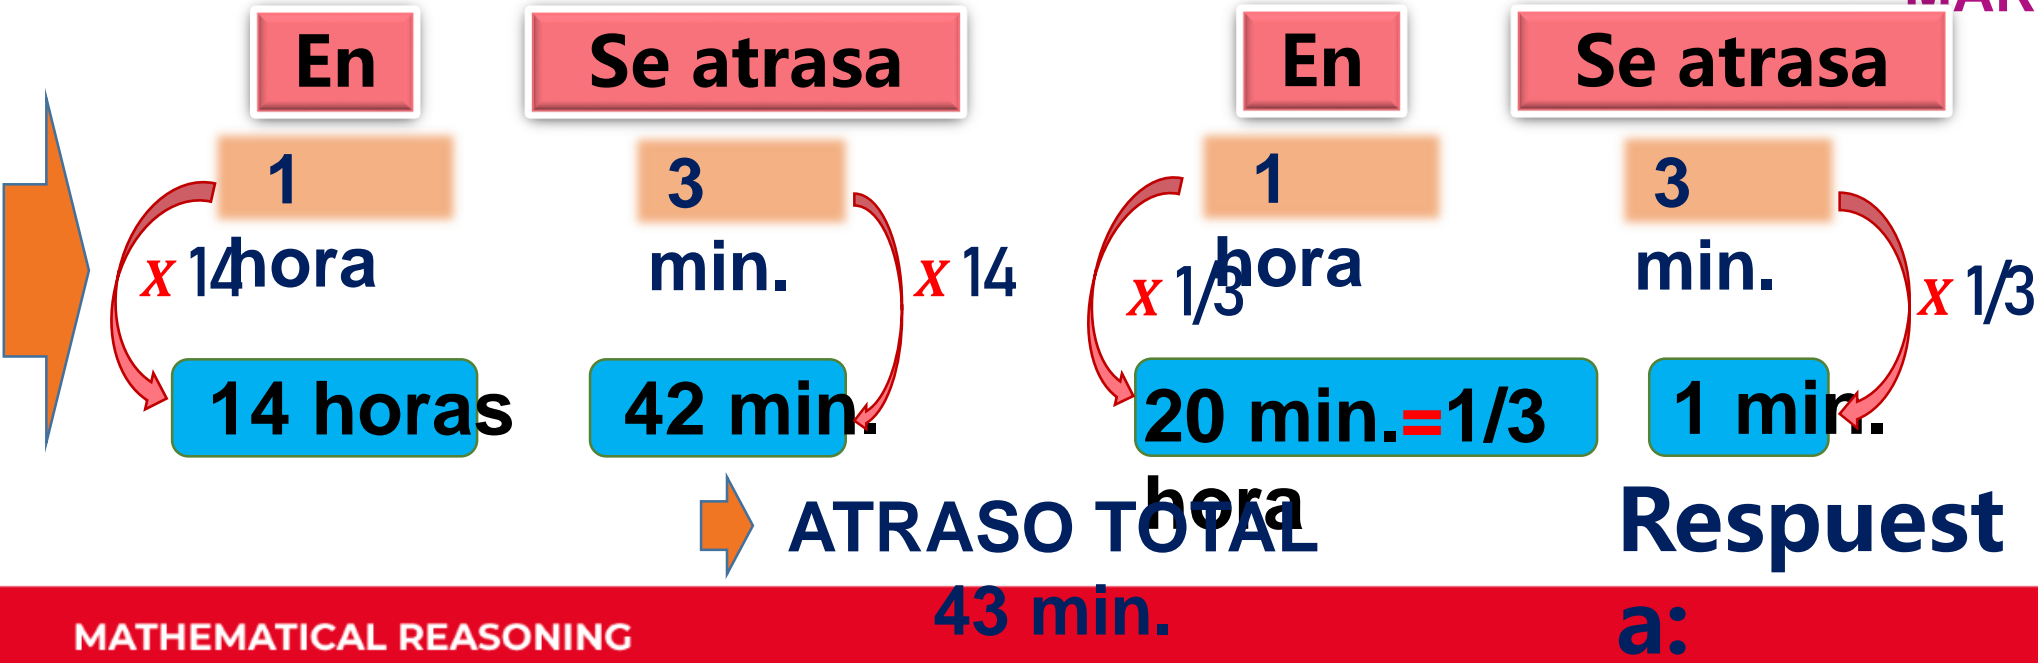 En Se atrasa En Se atrasa
1 3 1 3
hora min. hora min.
x 14 x 14 x 1/3 x 1/3
14 horas 42 min. 20 min.=1/3 1 min.
hora
ATRASO TOTAL Respuest
43 min. a:
MATHEMATICAL REASONING